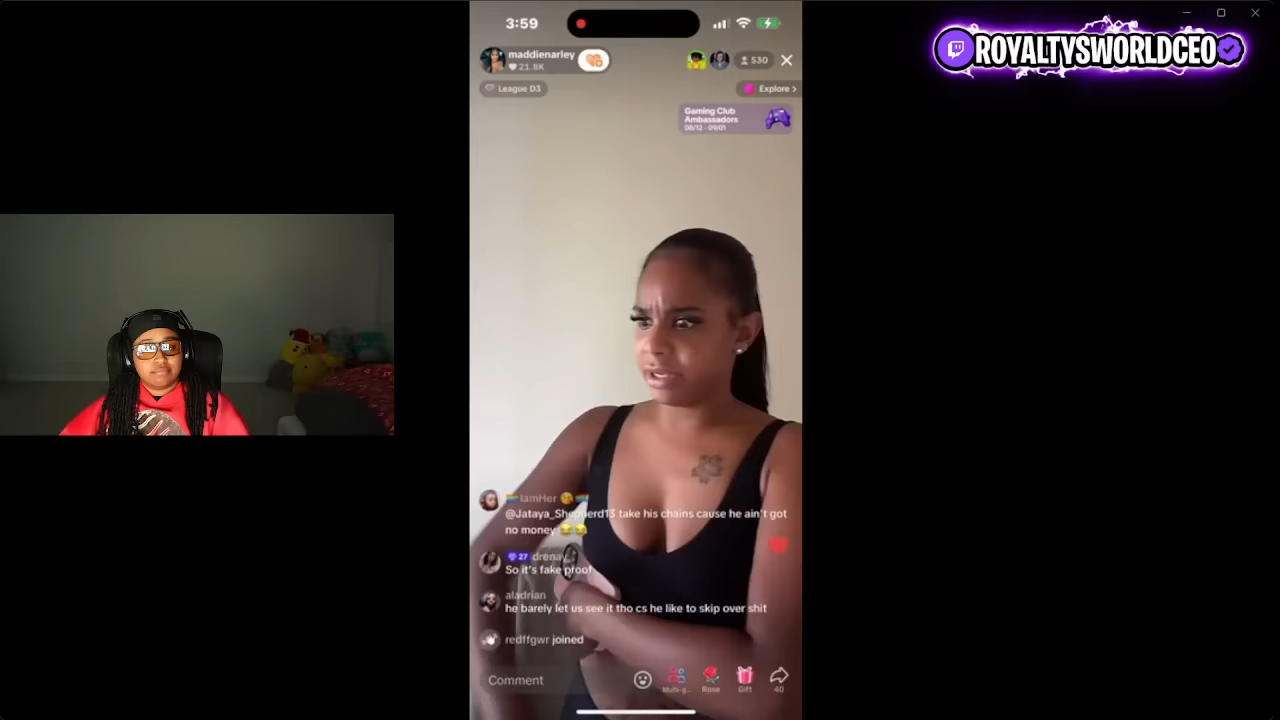 3:59
ROYALTYSWORLDCEO
maddienarley
21.8K
530
League D3
Explore >
Gaming Club
Ambassadors
08/12 - 09/01
IamHer
@Jataya_Shepherd13 take his chains cause he ain't got
no money
27 drenay
So it's fake proof
aladrian
he barely let us see it tho cs he like to skip over shit
redffgwr joined
Comment
Multi-g...
Rose
Gift
40